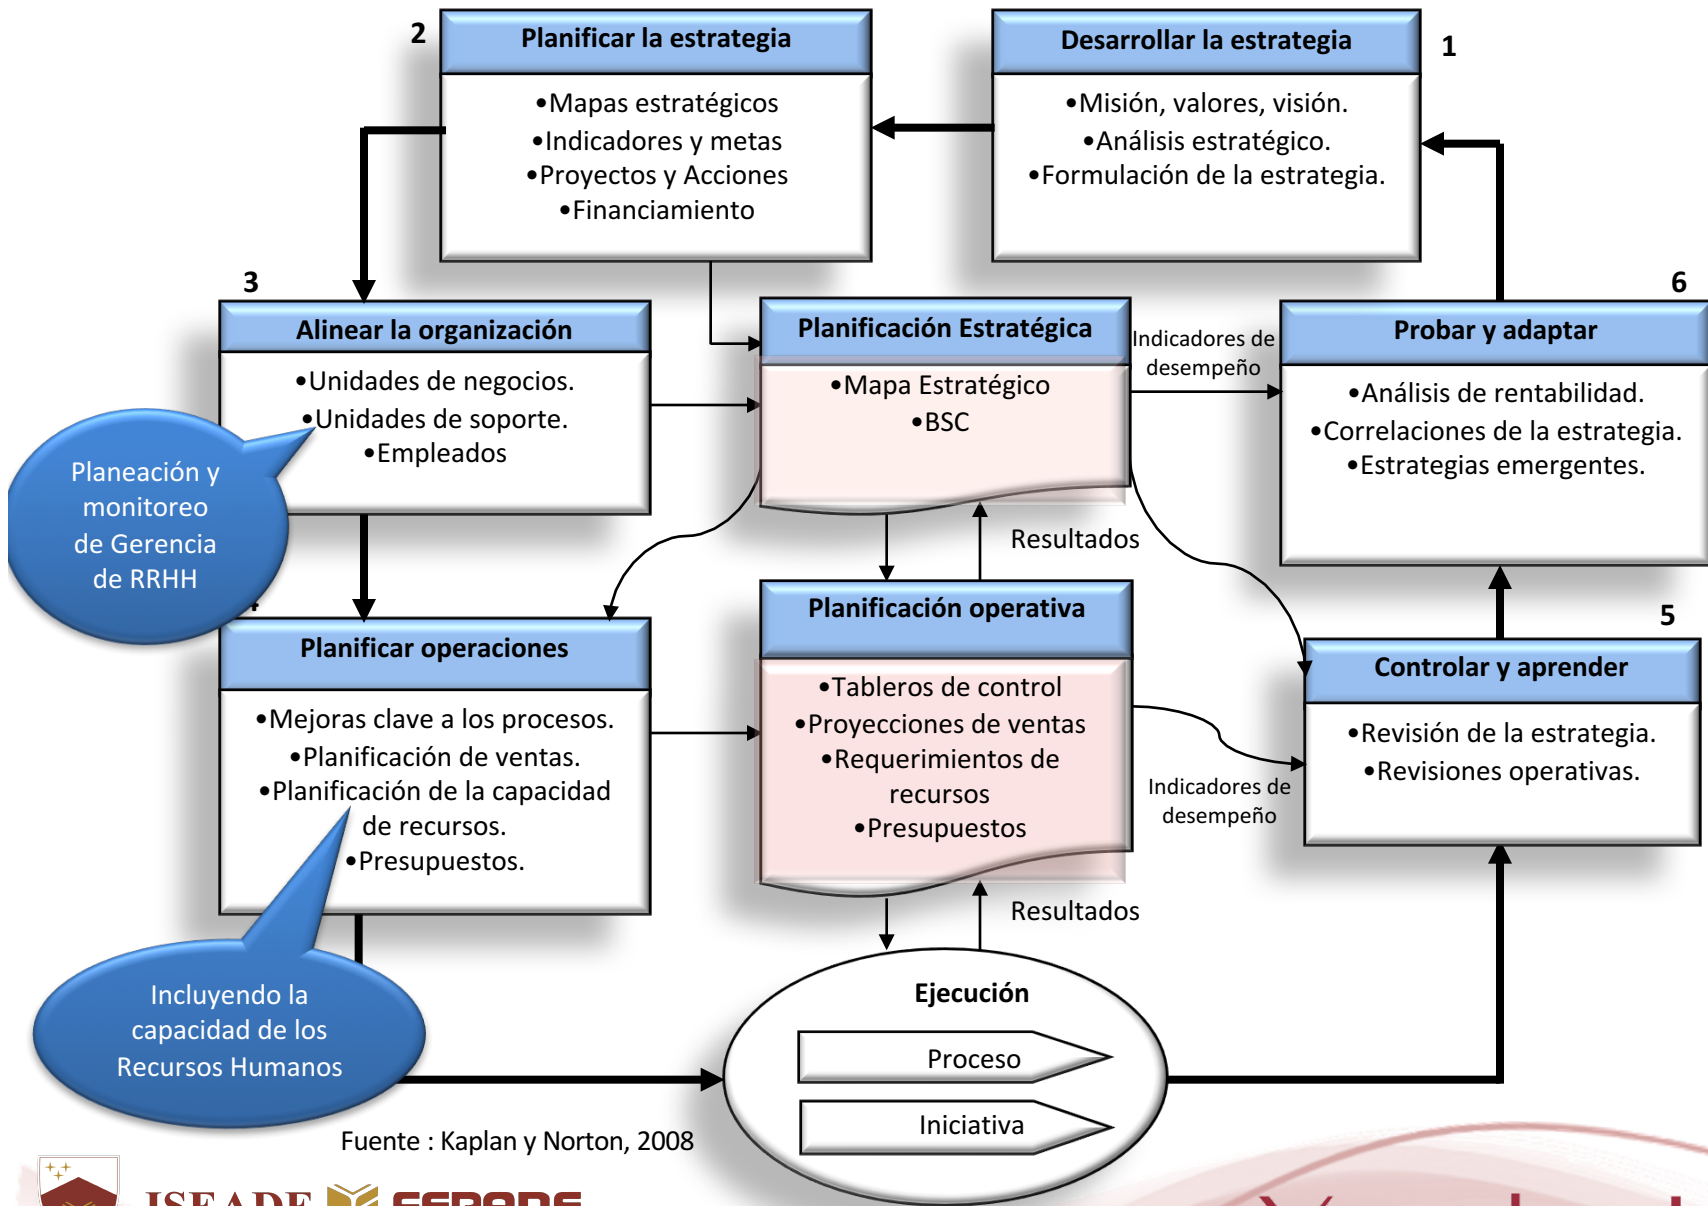 2
Planificar la estrategia
•Mapas estratégicos
•Indicadores y metas
•Proyectos y Acciones
•Financiamiento
Desarrollar la estrategia
1
•Misión, valores, visión.
•Análisis estratégico.
•Formulación de la estrategia.
3
Alinear la organización
•Unidades de negocios.
•Unidades de soporte.
•Empleados
Planeación y
monitoreo
de Gerencia
de RRHH
Planificación Estratégica
•Mapa Estratégico
•BSC
Indicadores de
desempeño
6
Probar y adaptar
•Análisis de rentabilidad.
•Correlaciones de la estrategia.
•Estrategias emergentes.
Resultados
Planificar operaciones
•Mejoras clave a los procesos.
•Planificación de ventas.
•Planificación de la capacidad
de recursos.
•Presupuestos.
Incluyendo la
capacidad de los
Recursos Humanos
Planificación operativa
•Tableros de control
•Proyecciones de ventas
•Requerimientos de
recursos
•Presupuestos
Indicadores de
desempeño
5
Controlar y aprender
•Revisión de la estrategia.
•Revisiones operativas.
Resultados
Ejecución
Proceso
Iniciativa
Fuente : Kaplan y Norton, 2008
ISEADE FEPADE